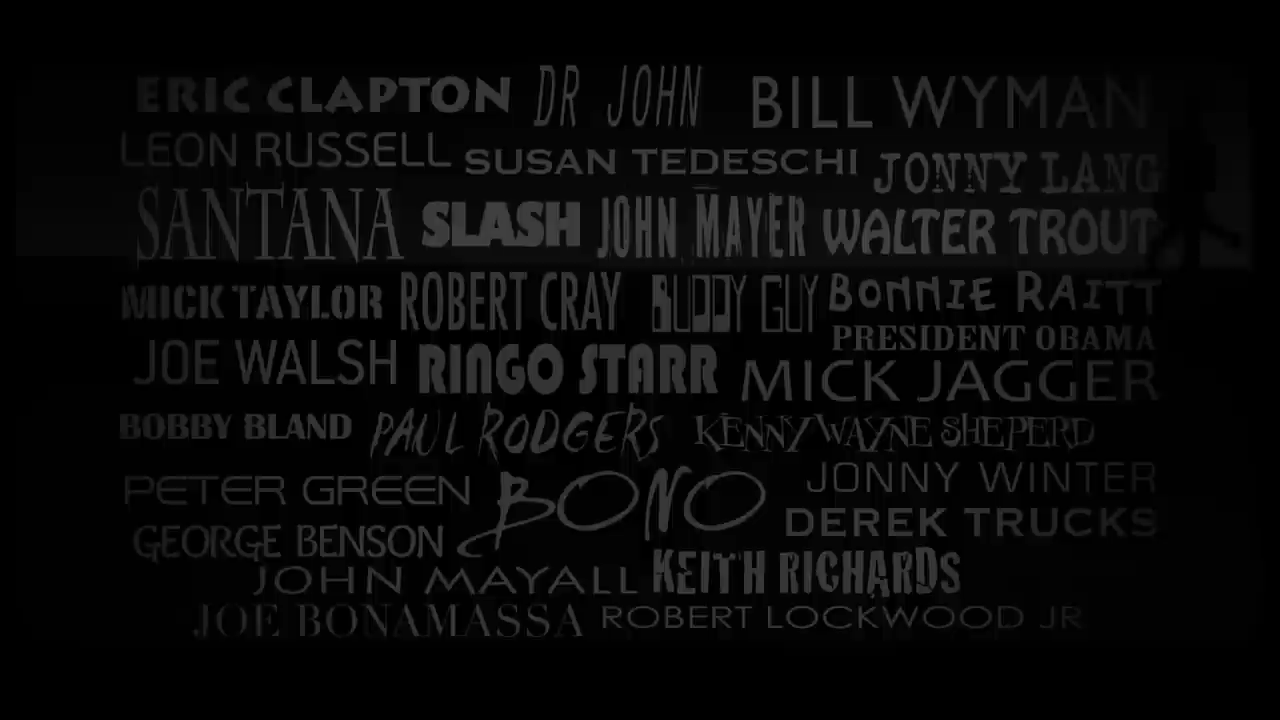 ERIC CLAPTON DR JOHN BILL WYMAN
LEON RUSSELL SUSAN TEDESCHI JONNY LANG
SANTANA SLASH JOHN MAYER WALTER TROUT
MICK TAYLOR ROBERT CRAY BUDDY GUY BONNIE RAITT
PRESIDENT OBAMA
JOE WALSH RINGO STARR MICK JAGGER
BOBBY BLAND PAUL RODGERS KENNY WAYNE SHEPERD
PETER GREEN BONO JONNY WINTER
GEORGE BENSON DEREK TRUCKS
JOHN MAYALL KEITH RICHARDS
JOE BONAMASSA ROBERT LOCKWOOD JR